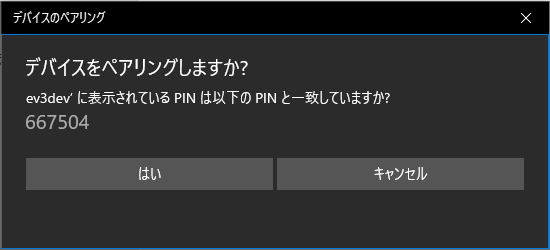 デバイスのペアリング
デバイスをペアリングしますか?
ev3dev' に表示されている PIN は以下の PIN と一致していますか?
667504
はい
キャンセル